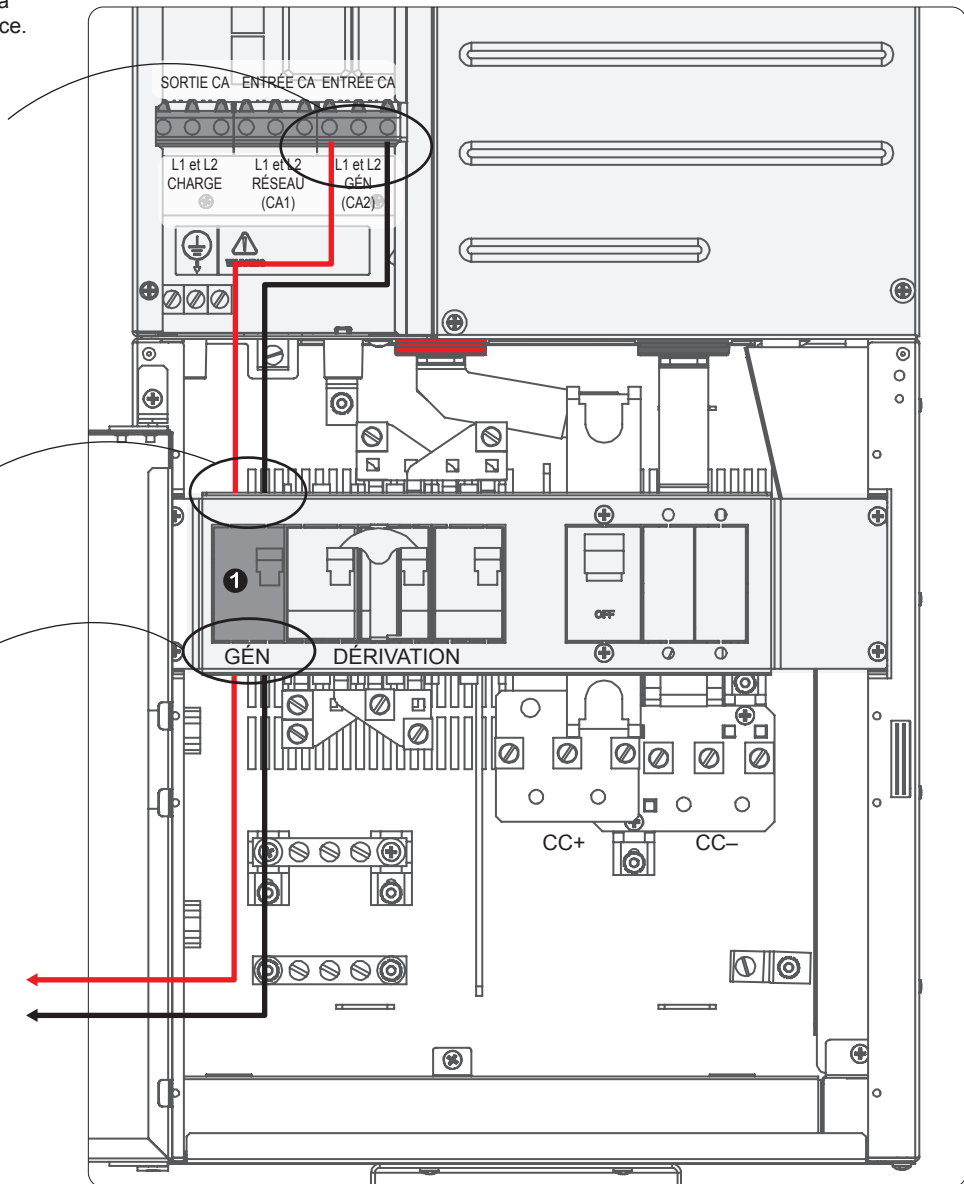 ce.
SORTIE CA ENTRÉE CA ENTRÉE CA
L1 et L2 L1 et L2 L1 et L2
CHARGE RÉSEAU GÉN
(CA1) (CA2)
1
OFF
GÉN DÉRIVATION
CC+ CC–